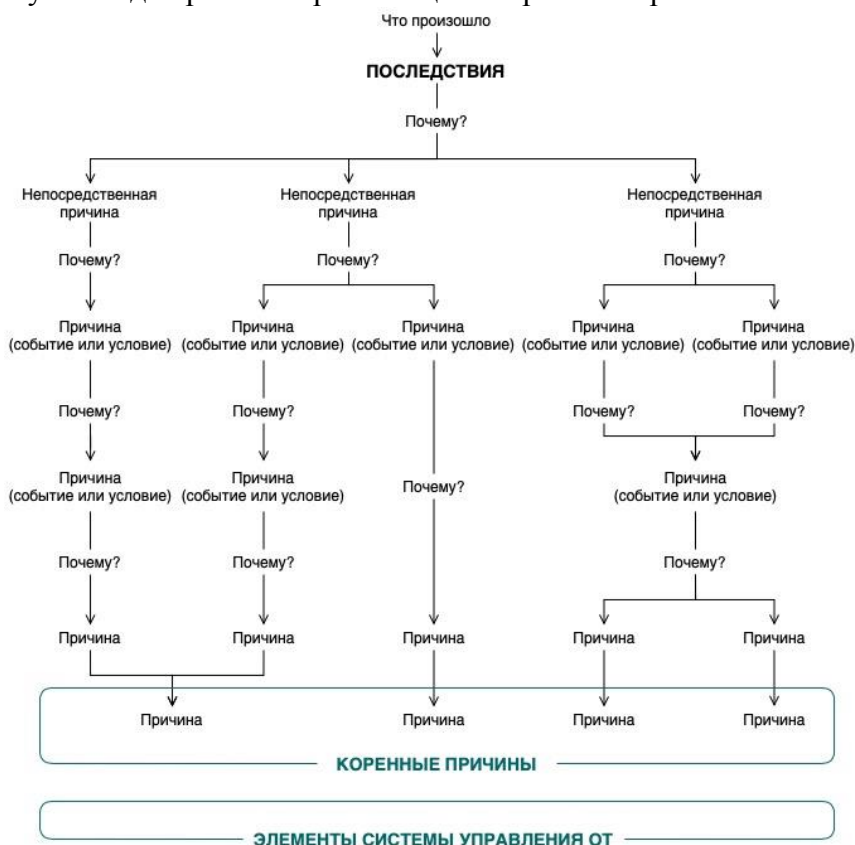 Что произошло
ПОСЛЕДСТВИЯ
Почему?
Непосредственная причина
Непосредственная причина
Непосредственная причина
Почему?
Почему?
Почему?
Причина (событие или условие)
Причина (событие или условие)
Причина (событие или условие)
Причина (событие или условие)
Причина (событие или условие)
Почему?
Почему?
Почему?
Почему?
Причина (событие или условие)
Причина (событие или условие)
Почему?
Причина (событие или условие)
Почему?
Почему?
Почему?
Причина
Причина
Причина
Причина
Причина
Причина
Причина
Причина
Причина
КОРЕННЫЕ ПРИЧИНЫ
ЭЛЕМЕНТЫ СИСТЕМЫ УПРАВЛЕНИЯ ОТ